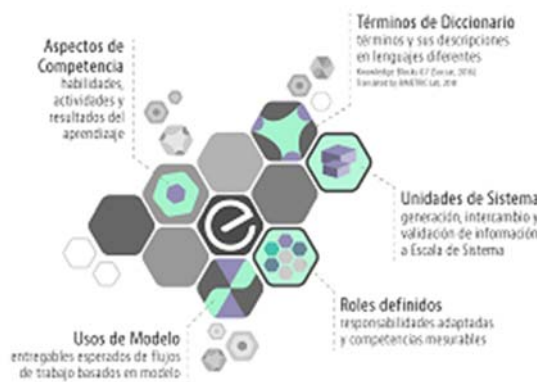 Aspectos de
Competencia
habilidades,
actividades y
resultados del
aprendizaje
Términos de Diccionario
términos y sus descripciones
en lenguajes diferentes
Unidades de Sistema
generación, intercambio y
validación de información
a Escala de Sistema
Roles definidos
responsabilidades adaptadas
y competencias mesurables
Usos de Modelo
entregables esperados de flujos
de trabajo basados en modelo